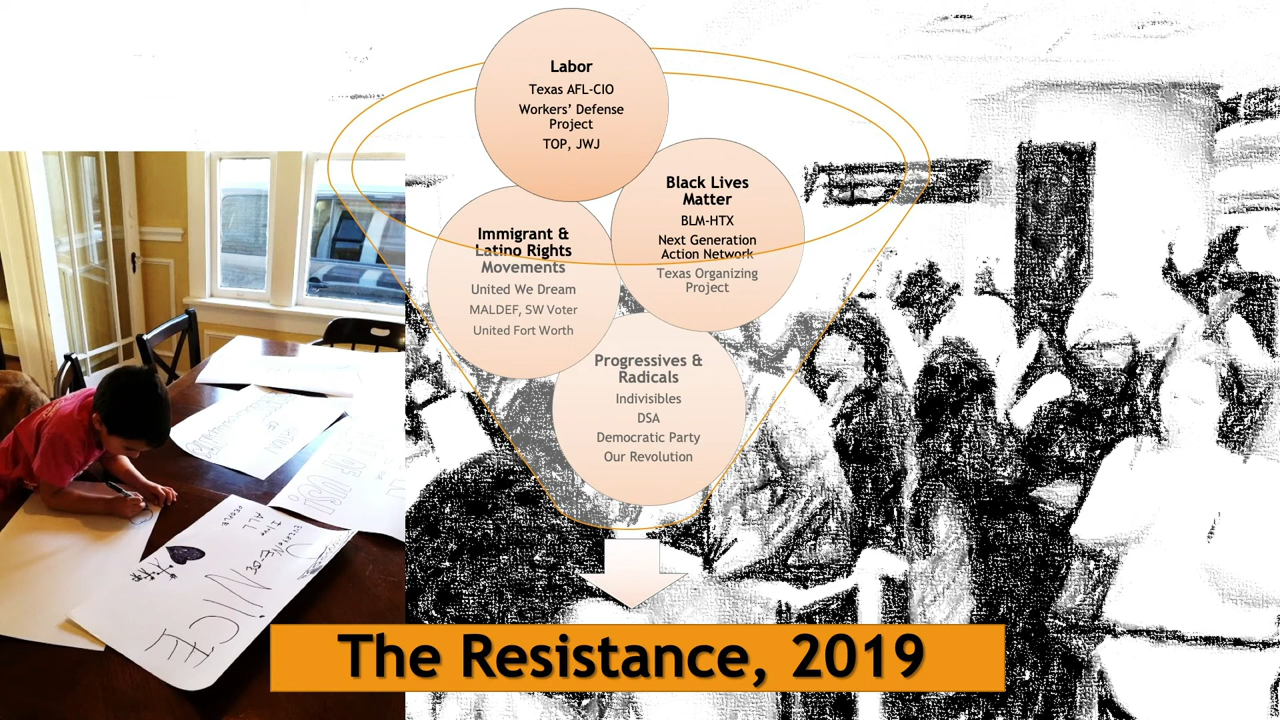 Labor
Texas AFL-CIO
Workers' Defense
Project
TOP, JWJ
Black Lives
Matter
BLM-HTX
Next Generation
Action Network
Texas Organizing
Project
Immigrant &
Latino Rights
Movements
United We Dream
MALDEF, SW Voter
United Fort Worth
Progressives &
Radicals
Indivisibles
DSA
Democratic Party
Our Revolution
ALL
NICE
The Resistance, 2019